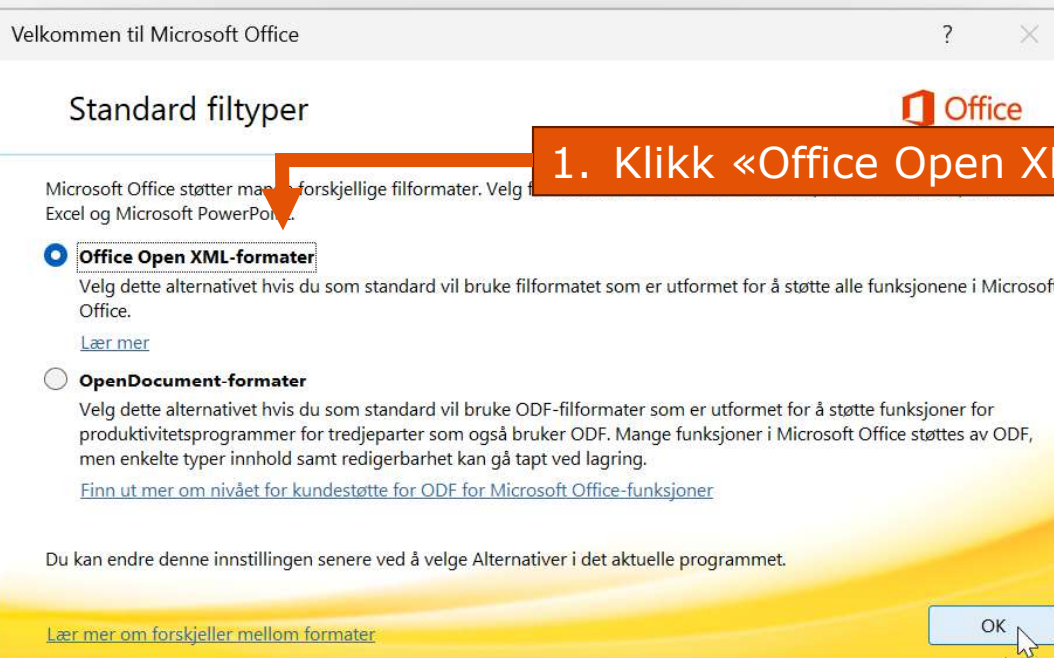 Velkommen til Microsoft Office
?
Standard filtyper
Office
1. Klikk «Office Open
Microsoft Office støtter forskjellige filformater. Velg
Excel og Microsoft
Office Open XML-formater
Velg dette alternativet hvis du som standard vil bruke filformatet som er utformet for å støtte alle funksjonene i Microsoft
Office.
Lær mer
OpenDocument-formater
Velg dette alternativet hvis du som standard vil bruke ODF-filformater som er utformet for å støtte funksjoner for
produktivitetsprogrammer for tredjeparter som også bruker ODF. Mange funksjoner i Microsoft Office støttes av ODF,
men enkelte typer innhold samt redigerbarhet kan gå tapt ved lagring.
Finn ut mer om nivået for kundestøtte for ODF for Microsoft Office-funksjoner
Du kan endre denne innstillingen senere ved å velge Alternativer i det aktuelle programmet.
Lær mer om forskjeller mellom formater
OK